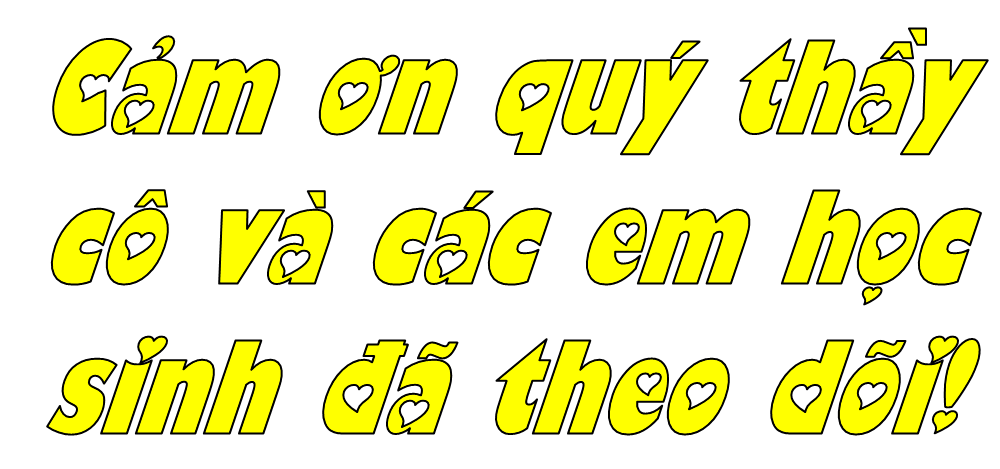 Cảm ơn quý thầy
cô và các em học
sinh đã theo dõi!